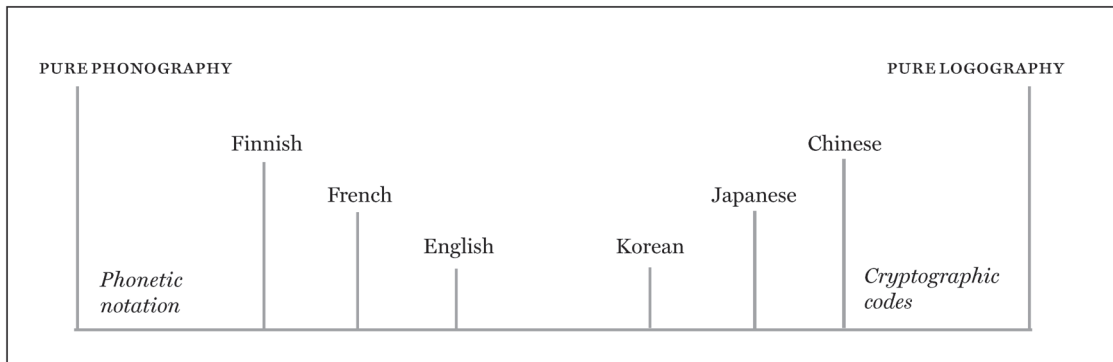 PURE PHONOGRAPHY
PURE LOGOGRAPHY
Finnish
Chinese
French
Japanese
English
Korean
Phonetic
notation
Cryptographic
codes